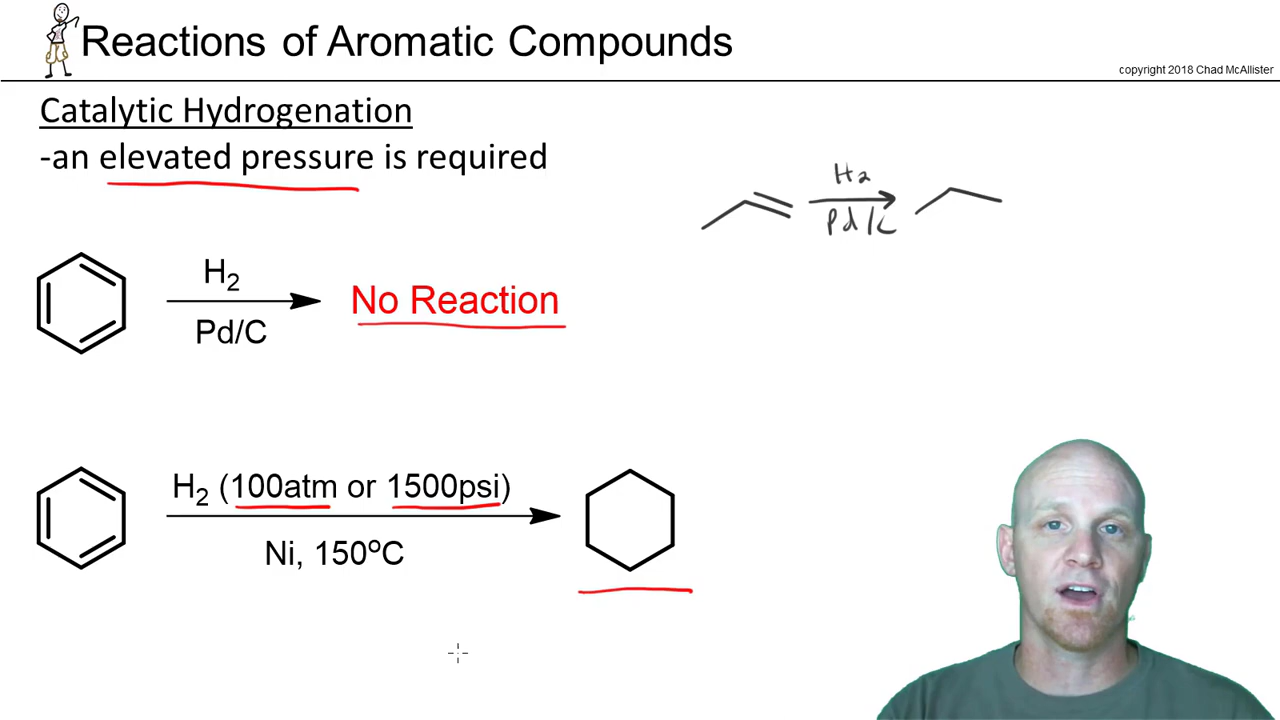 Reactions of Aromatic Compounds
copyright 2018 Chad McAllister
Catalytic Hydrogenation
-an elevated pressure is required
H2
Pd/C
H2
Pd/C
No Reaction
H2 (100atm or 1500psi)
Ni, 150ºC